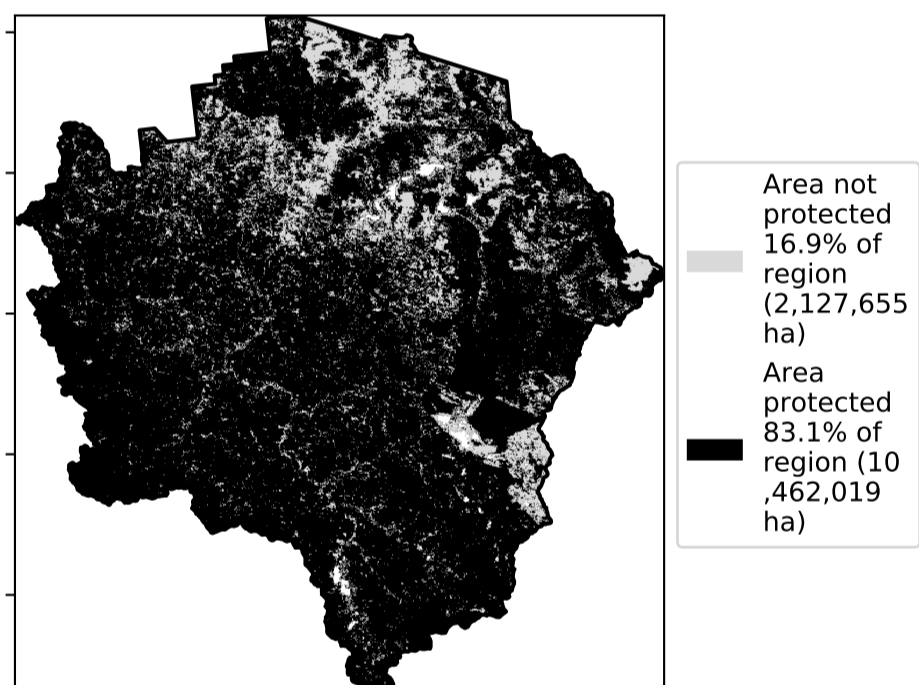 Area not
protected
16.9% of
region
(2,127,655
ha)
Area
protected
83.1% of
region (10
,462,019
ha)